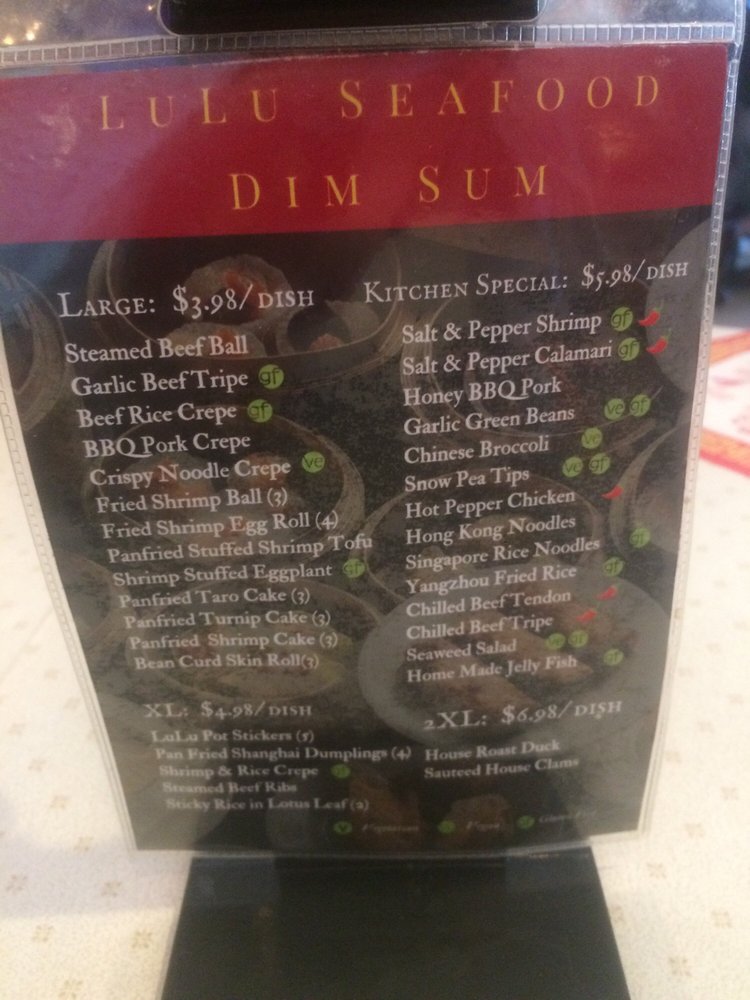 LULU SEAFOOD
DIM SUM
LARGE: $3.98/DISH
Steamed Beef Ball
Garlic Beef Tripe gf
Beef Rice Crepe gf
BBQ Pork Crepe
Crispy Noodle Crepe ve
Fried Shrimp Ball (3)
Fried Shrimp Egg Roll (4)
Panfried Stuffed Shrimp Tofu
Shrimp Stuffed Eggplant gf
Panfried Taro Cake (3)
Panfried Turnip Cake (3)
Panfried Shrimp Cake (3)
Bean Curd Skin Roll(3)
XL: $4.98/DISH
LuLu Pot Stickers (5)
Pan Fried Shanghai Dumplings (4)
Shrimp & Rice Crepe gf
Steamed Beef Ribs
Sticky Rice in Lotus Leaf (2)
KITCHEN SPECIAL: $5.98/DISH
Salt & Pepper Shrimp gf
Salt & Pepper Calamari gf
Honey BBQ Pork
Garlic Green Beans ve gf
Chinese Broccoli ve
Snow Pea Tips ve gf
Hot Pepper Chicken
Hong Kong Noodles
Singapore Rice Noodles gf
Yangzhou Fried Rice gf
Chilled Beef Tendon
Chilled Beef Tripe
Seaweed Salad ve gf
Home Made Jelly Fish gf
2XL: $6.98/DISH
House Roast Duck
Sauteed House Clams